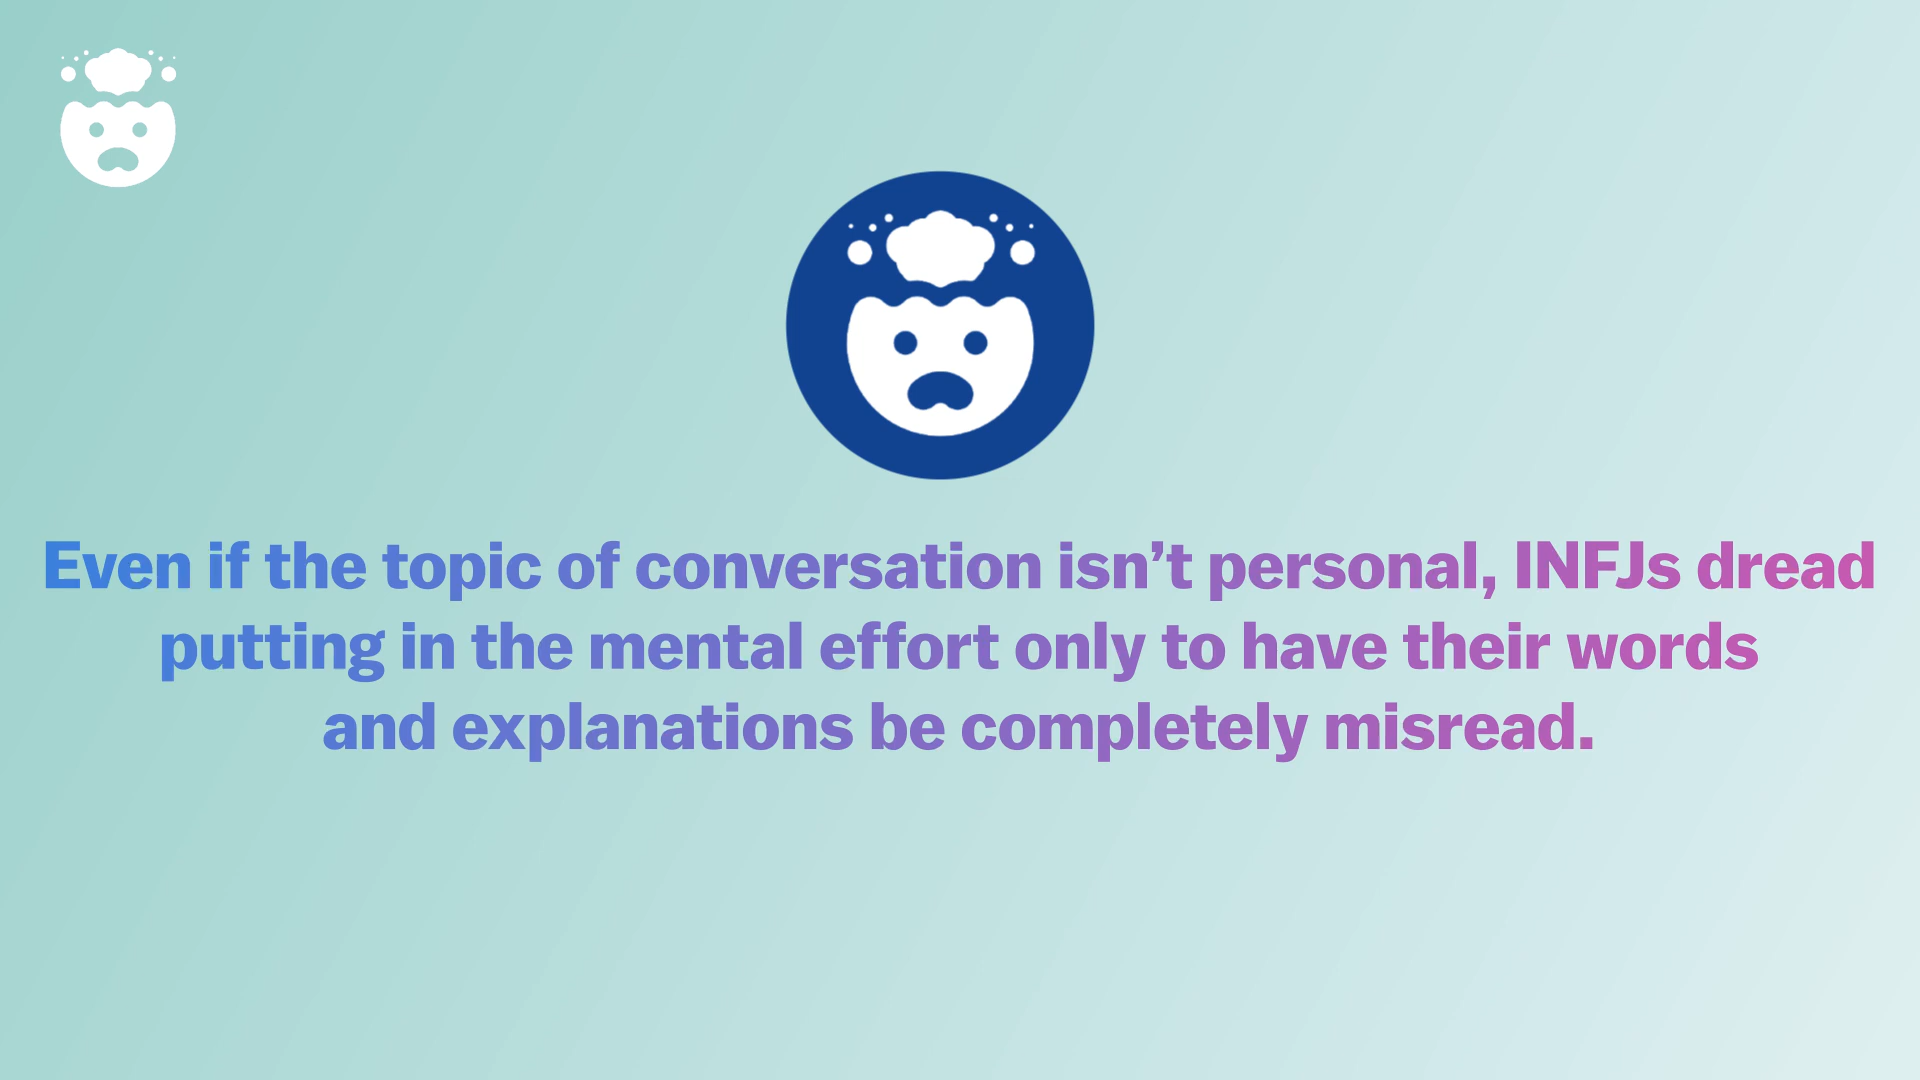 Even if the topic of conversation isn’t personal, INFJs dread
putting in the mental effort only to have their words
and explanations be completely misread.